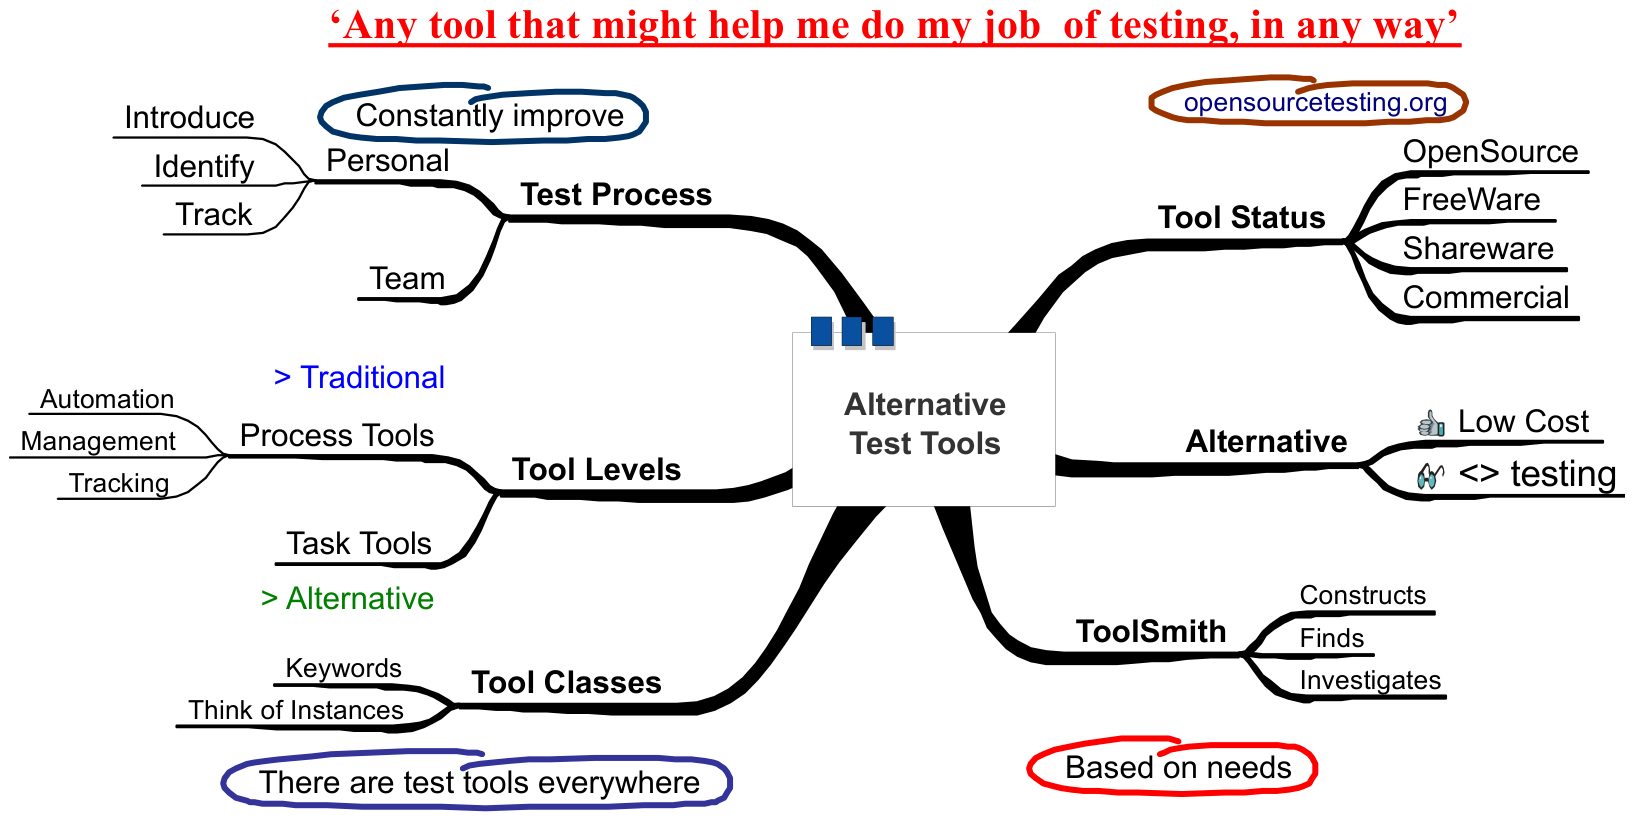 ‘Any tool that might help me do my job of testing, in any way’
Constantly improve
Introduce
Identify
Track
Personal
Team
Test Process
> Traditional
Automation
Management
Tracking
Process Tools
Task Tools
Tool Levels
> Alternative
Keywords
Think of Instances
Tool Classes
There are test tools everywhere
Alternative
Test Tools
opensourcetesting.org
Tool Status
OpenSource
FreeWare
Shareware
Commercial
Alternative
Low Cost
<> testing
ToolSmith
Constructs
Finds
Investigates
Based on needs